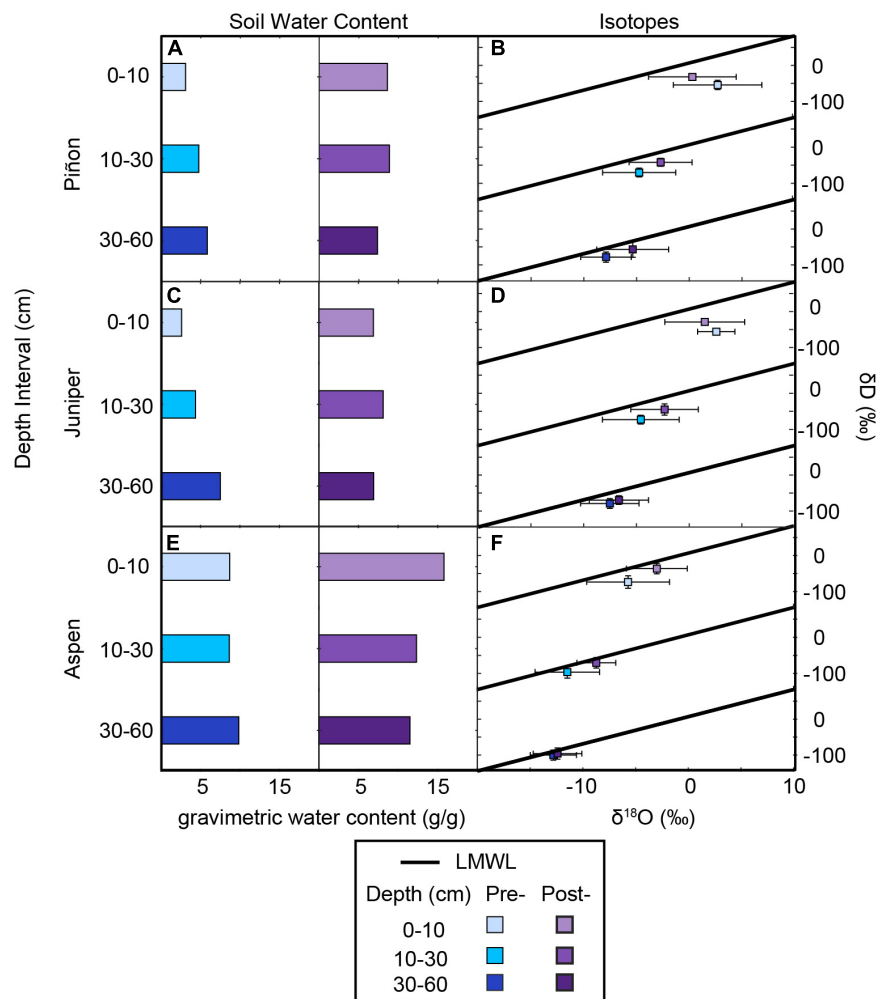 Soil Water Content Isotopes
A B
0-10 0
-100
10-30 0
-100
30-60 0
-100
Piñon
C D
0-10 0
-100
10-30 0
-100
30-60 0
-100
Juniper
E F
0-10 0
-100
10-30 0
-100
30-60 0
-100
Aspen
Depth Interval (cm)
δD (‰)
5 15 5 15 -10 0 10
gravimetric water content (g/g) δ¹⁸O (‰)
LMWL
Depth (cm) Pre- Post-
0-10
10-30
30-60